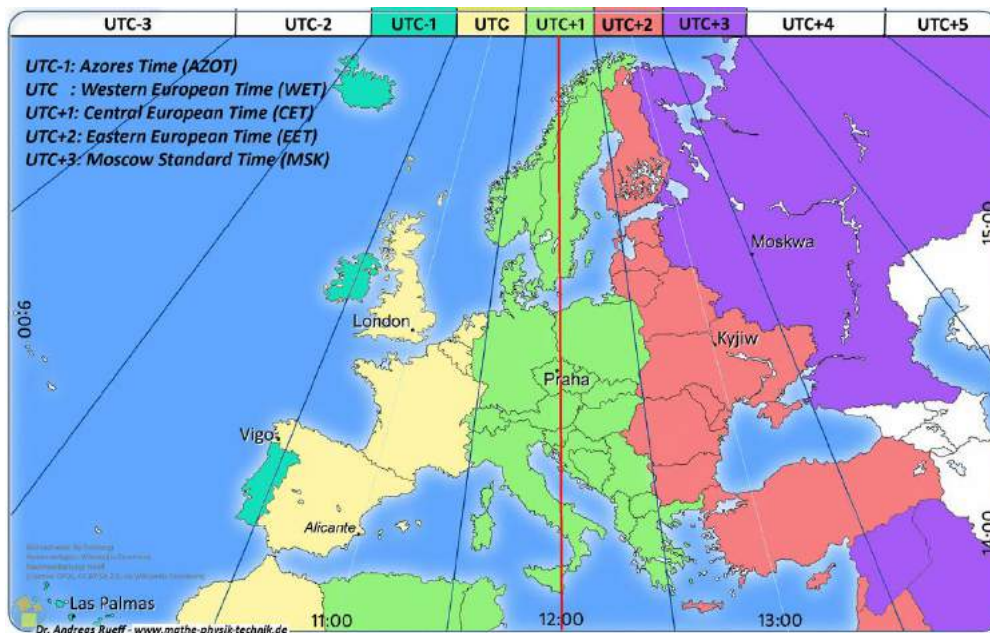 UTC-3 UTC-2 UTC-1 UTC UTC+1 UTC+2 UTC+3 UTC+4 UTC+5
UTC-1: Azores Time (AZOT)
UTC : Western European Time (WET)
UTC+1: Central European Time (CET)
UTC+2: Eastern European Time (EET)
UTC+3: Moscow Standard Time (MSK)
Moskwa
15:00
9:00
London
Kyjiw
Praha
Vigo
Alicante
14:00
Las Palmas
11:00 12:00 13:00
Dr. Andreas Rueff - www.mathe-physik-technik.de